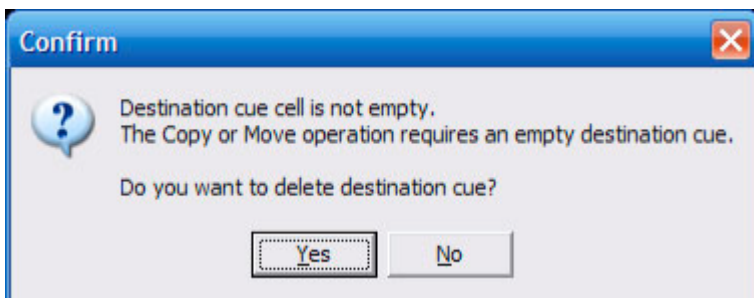 Confirm
Destination cue cell is not empty.
The Copy or Move operation requires an empty destination cue.
Do you want to delete destination cue?
Yes
No